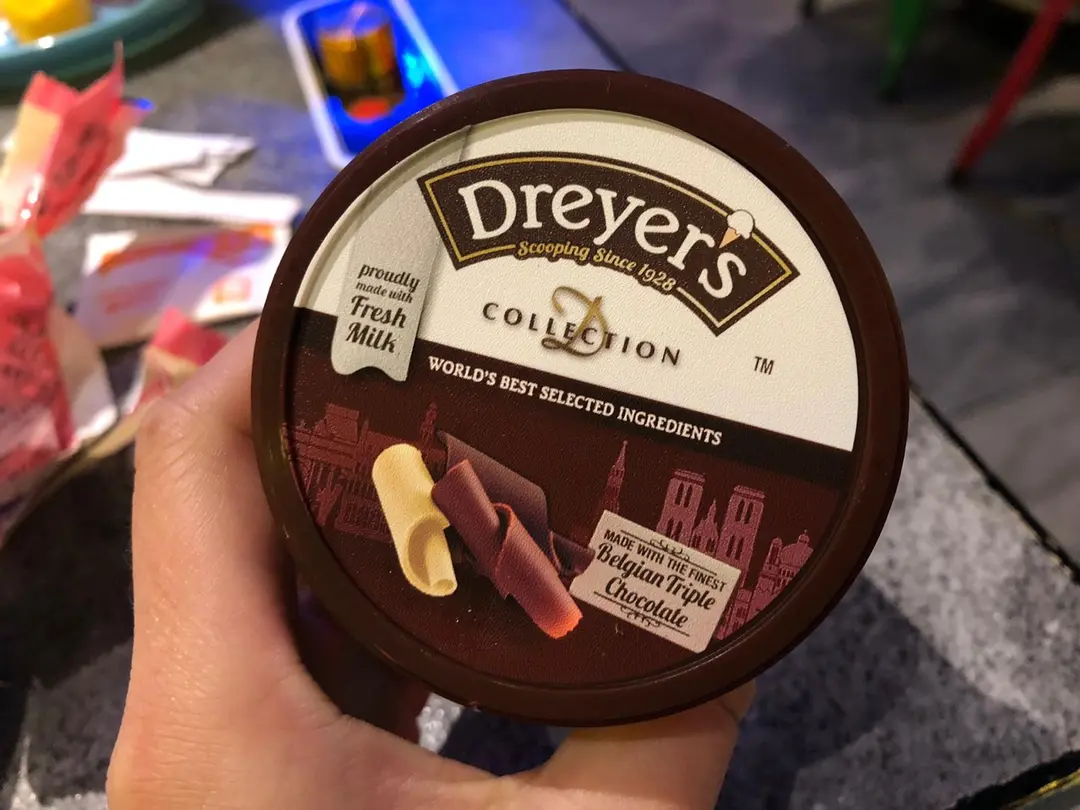 Dreyer's
Scooping Since 1928
D
COLLECTION
TM
proudly
made with
Fresh
Milk
WORLD'S BEST SELECTED INGREDIENTS
MADE WITH THE FINEST
Belgian Triple
Chocolate